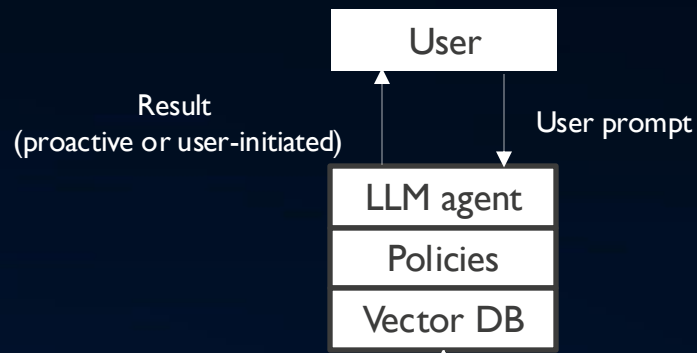 User
Result
(proactive or user-initiated)
User prompt
LLM agent
Policies
Vector DB